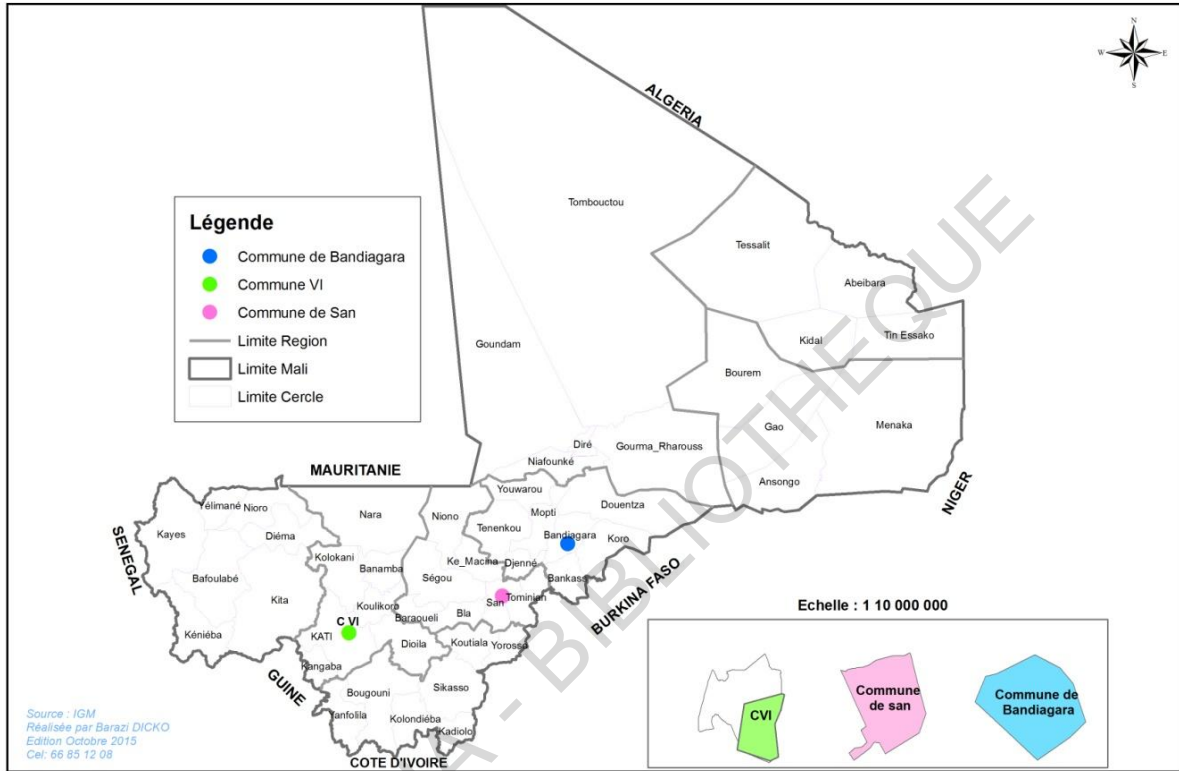 N
W E
S
ALGERIA
Tombouctou
Légende
Commune de Bandiagara
Commune VI
Commune de San
Limite Region
Limite Mali
Limite Cercle
Tessalit
Abeibara
Kidal
Tin Essako
Goundam
Bourem
Gao
Menaka
Diré
Gourma_Rharouss
Niafounké
Ansongo
NIGER
MAURITANIE
Youwarou
Douentza
Yélimané
Nioro
Nara
Niono
Mopti
Kayes
Diéma
Tenenkou
Bandiagara
Koro
SENEGAL
Kolokani
Banamba
Ke_Macina
Djenné
Bankass
Bafoulabé
Ségou
BURKINA FASO
Kita
Koulikoro
San
Tominian
Baraoueli
Bla
C VI
KATI
Kéniéba
Dioila
Koutiala
Yorosso
Kangaba
GUINE
Bougouni
Sikasso
Yanfolila
Kolondiéba
Kadiolo
COTE D'IVOIRE
Echelle : 1 10 000 000
CVI
Commune
de san
Commune de
Bandiagara
Source : IGM
Réalisée par Barazi DICKO
Edition Octobre 2015
Cel: 66 85 12 08
A - BIBLIOTHEQUE